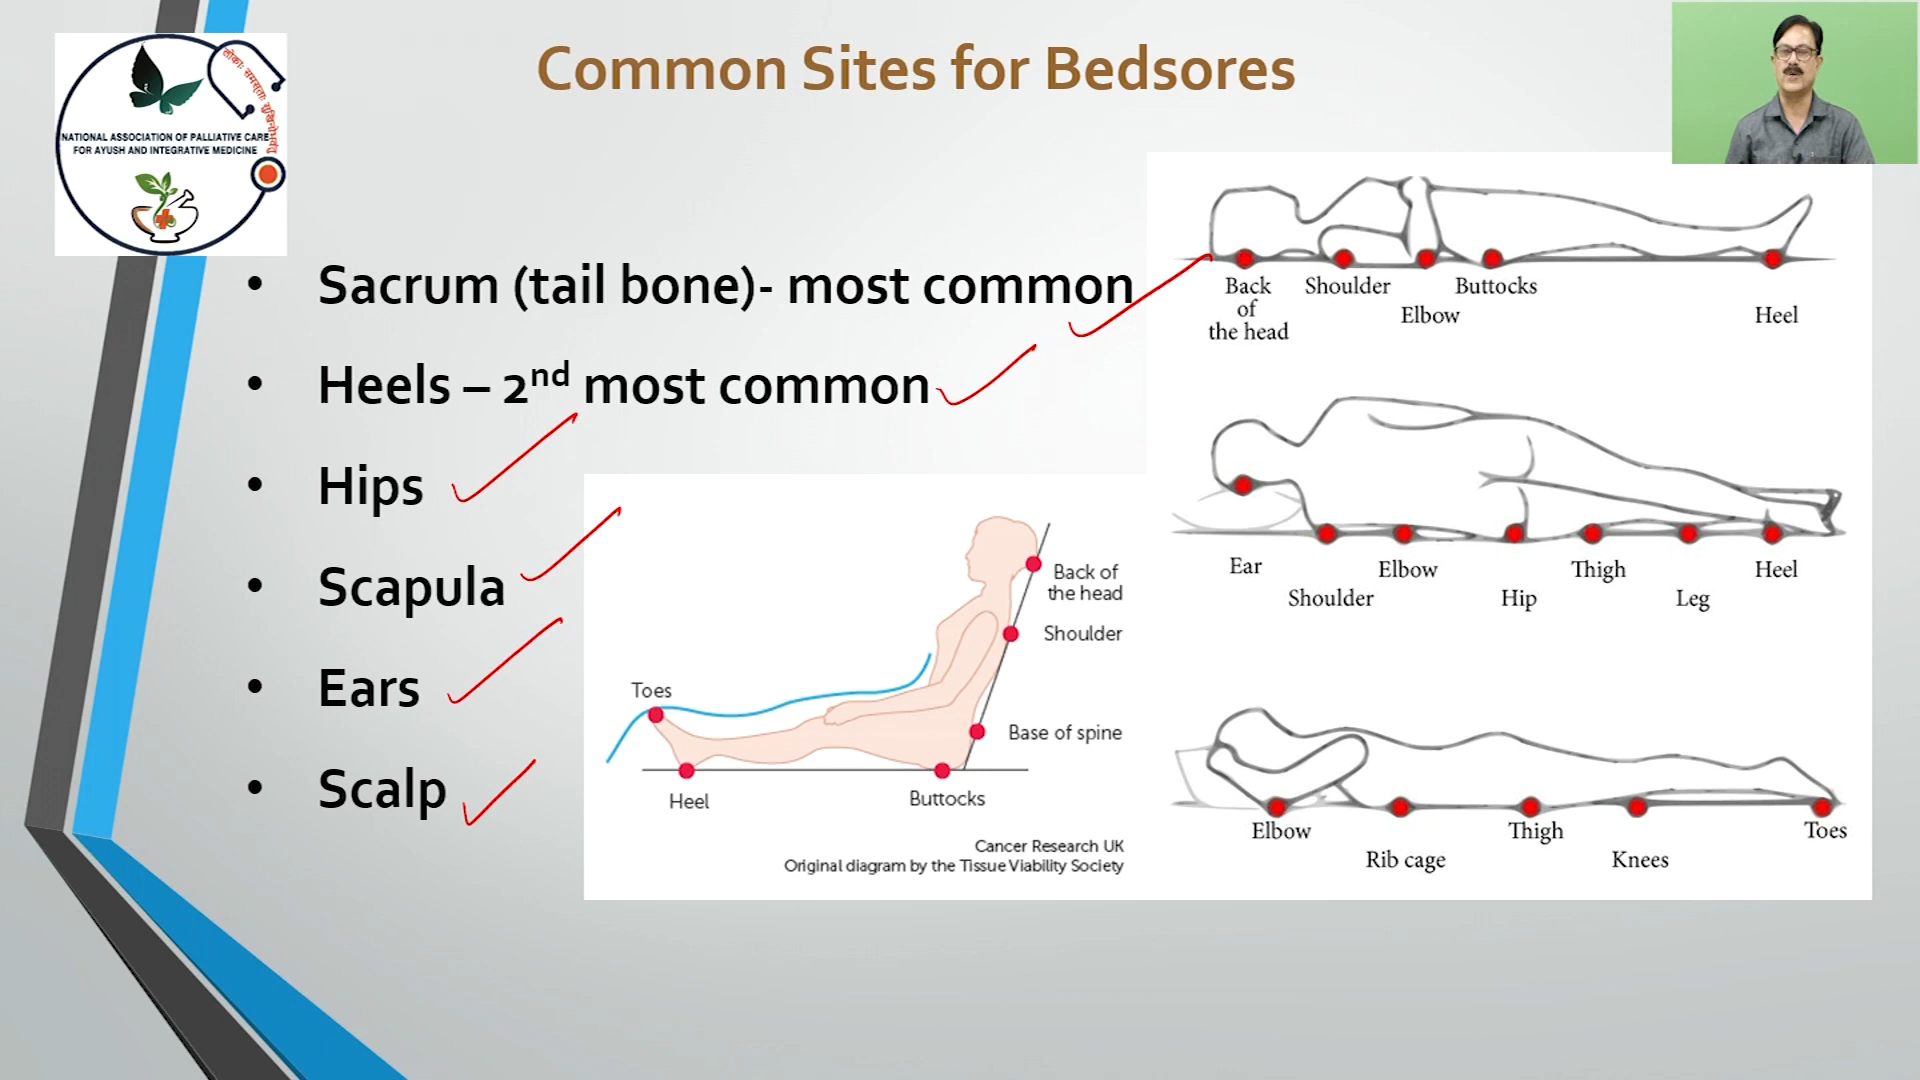 Common Sites for Bedsores
NATIONAL ASSOCIATION OF PALLIATIVE CARE
FOR AYUSH AND INTEGRATIVE MEDICINE
• Sacrum (tail bone)- most common
• Heels – 2nd most common
• Hips
• Scapula
• Ears
• Scalp
Back of the head
Shoulder
Base of spine
Toes
Heel
Buttocks
Cancer Research UK
Original diagram by the Tissue Viability Society
Back of the head
Shoulder
Elbow
Buttocks
Heel
Ear
Shoulder
Elbow
Hip
Thigh
Leg
Heel
Elbow
Rib cage
Thigh
Knees
Toes